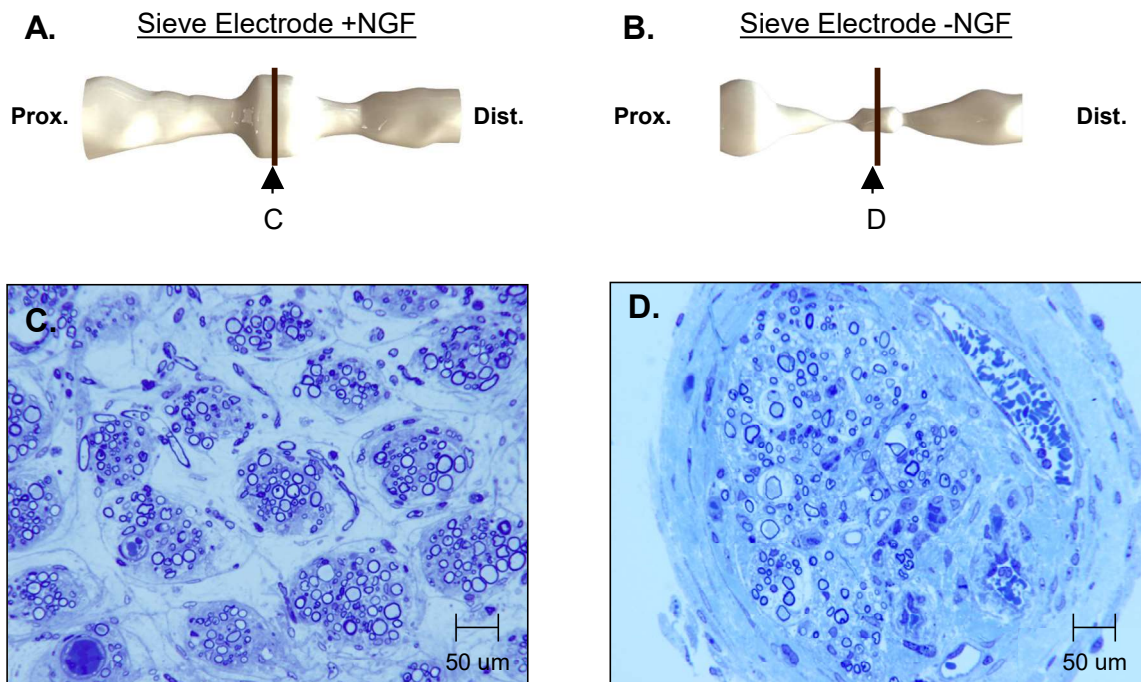 A. Sieve Electrode +NGF
Prox.
Dist.
C
B. Sieve Electrode -NGF
Prox.
Dist.
D
C.
50 um
D.
50 um